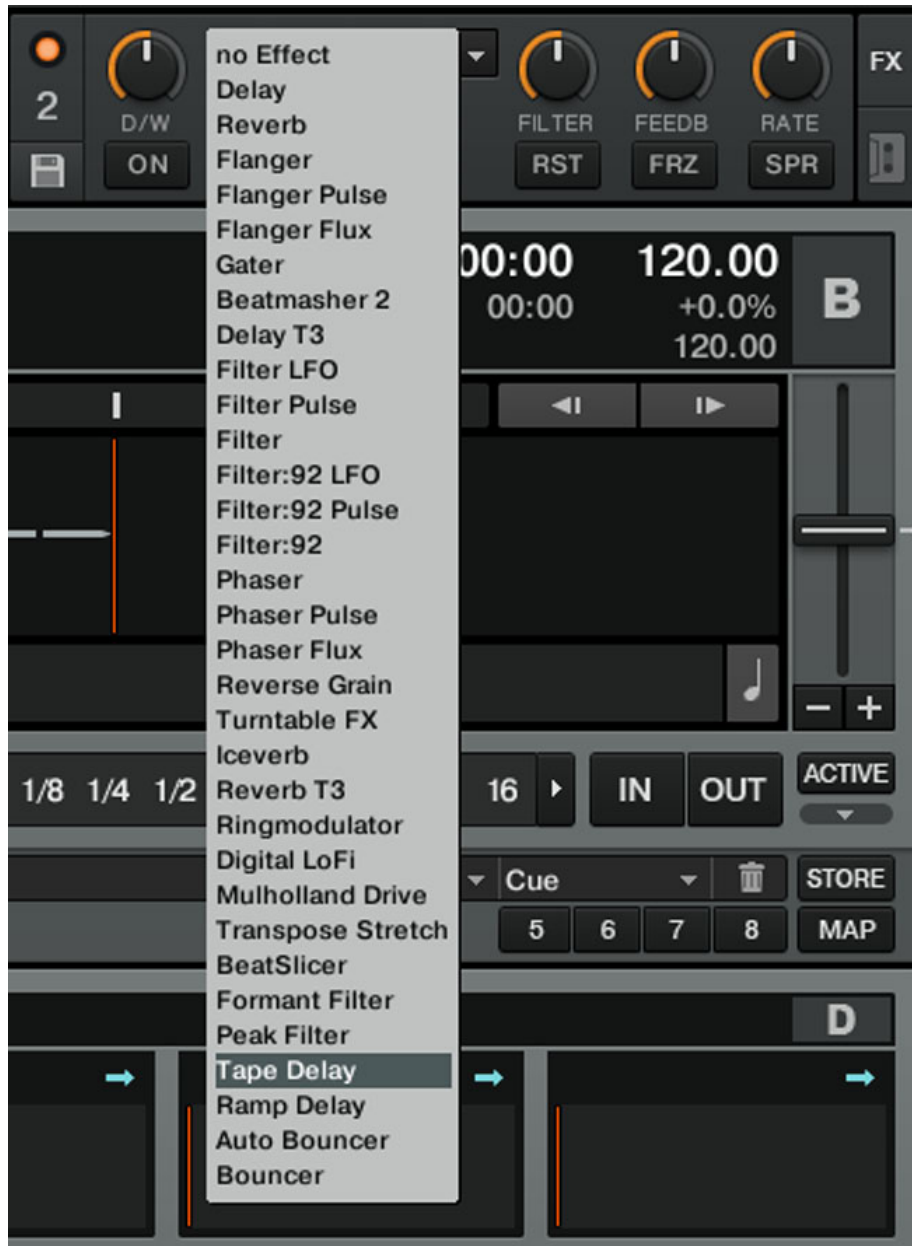 2
D/W
ON
no Effect
Delay
Reverb
Flanger
Flanger Pulse
Flanger Flux
Gater
Beatmasher 2
Delay T3
Filter LFO
Filter Pulse
Filter
Filter:92 LFO
Filter:92 Pulse
Filter:92
Phaser
Phaser Pulse
Phaser Flux
Reverse Grain
Turntable FX
Iceverb
Reverb T3
Ringmodulator
Digital LoFi
Mulholland Drive
Transpose Stretch
BeatSlicer
Formant Filter
Peak Filter
Tape Delay
Ramp Delay
Auto Bouncer
Bouncer
FILTER FEEDB RATE
RST FRZ SPR
FX
00:00 120.00
00:00 +0.0%
120.00
B
1/8 1/4 1/2 16 IN OUT ACTIVE
Cue STORE
5 6 7 8 MAP
D